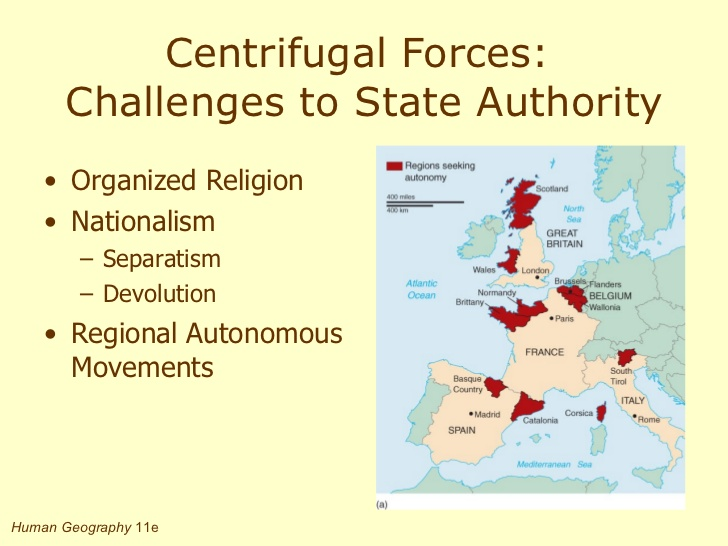 Centrifugal Forces:
Challenges to State Authority
• Organized Religion
• Nationalism
– Separatism
– Devolution
• Regional Autonomous
Movements
Regions seeking
autonomy
400 miles
400 km
Scotland
North
Sea
GREAT
BRITAIN
Wales
London
Atlantic
Ocean
Brussels
Flanders
BELGIUM
Wallonia
Normandy
Brittany
Paris
FRANCE
South
Tirol
Basque
Country
ITALY
Corsica
Rome
Madrid
Catalonia
SPAIN
Mediterranean Sea
(a)
Human Geography 11e